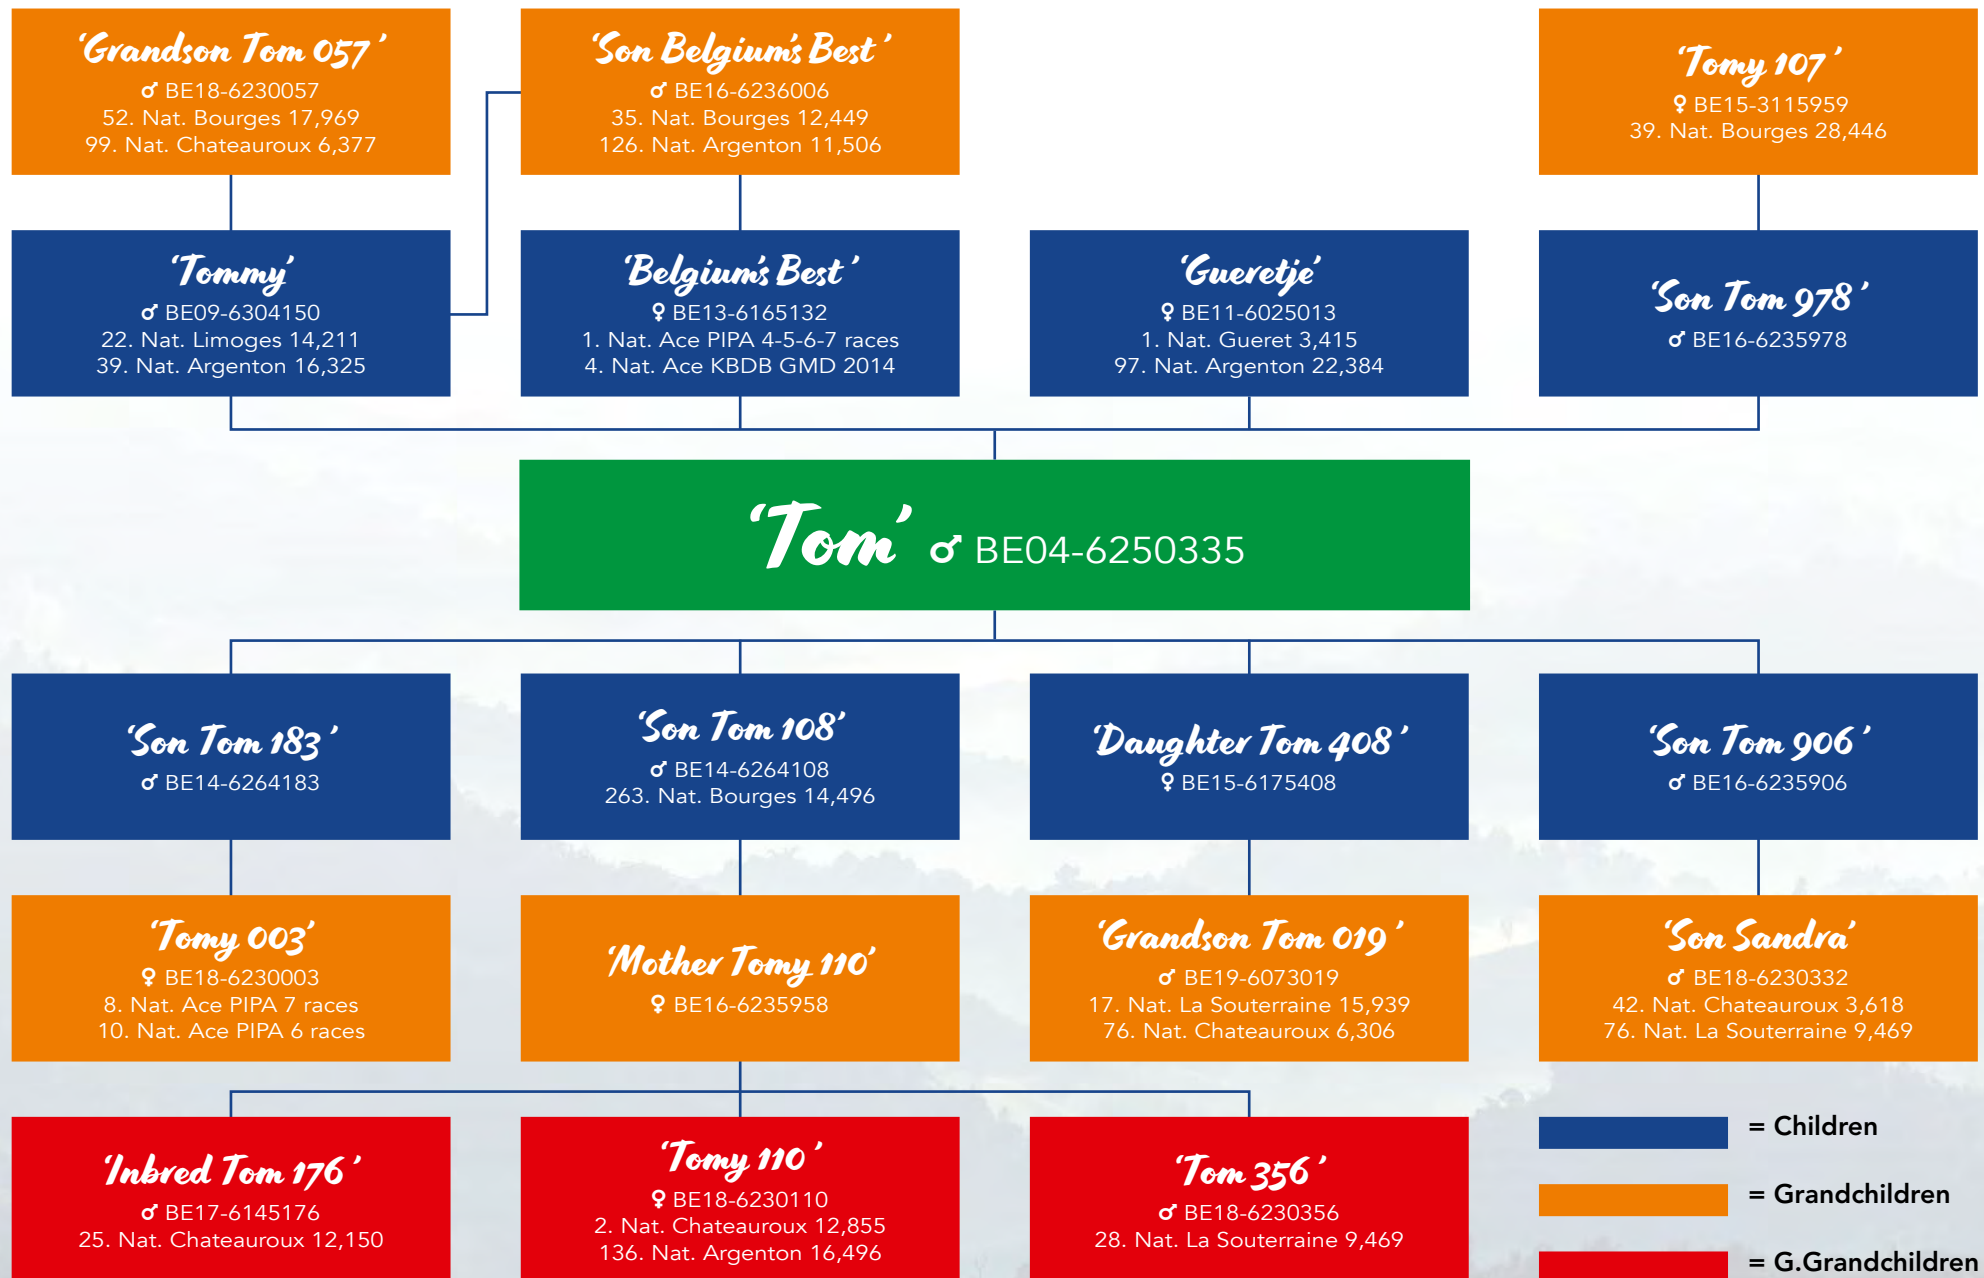 ‘Grandson Tom 057’
♂ BE18-6230057
52. Nat. Bourges 17,969
99. Nat. Chateauroux 6,377
‘Son Belgium's Best’
♂ BE16-6236006
35. Nat. Bourges 12,449
126. Nat. Argenton 11,506
‘Tomy 107’
♀ BE15-3115959
39. Nat. Bourges 28,446
‘Tommy’
♂ BE09-6304150
22. Nat. Limoges 14,211
39. Nat. Argenton 16,325
‘Belgium's Best’
♀ BE13-6165132
1. Nat. Ace PIPA 4-5-6-7 races
4. Nat. Ace KBDB GMD 2014
‘Gueretje’
♀ BE11-6025013
1. Nat. Gueret 3,415
97. Nat. Argenton 22,384
‘Son Tom 978’
♂ BE16-6235978
‘Tom’ ♂ BE04-6250335
‘Son Tom 183’
♂ BE14-6264183
‘Son Tom 108’
♂ BE14-6264108
263. Nat. Bourges 14,496
‘Daughter Tom 408’
♀ BE15-6175408
‘Son Tom 906’
♂ BE16-6235906
‘Tomy 003’
♀ BE18-6230003
8. Nat. Ace PIPA 7 races
10. Nat. Ace PIPA 6 races
‘Mother Tomy 110’
♀ BE16-6235958
‘Grandson Tom 019’
♂ BE19-6073019
17. Nat. La Souterraine 15,939
76. Nat. Chateauroux 6,306
‘Son Sandra’
♂ BE18-6230332
42. Nat. Chateauroux 3,618
76. Nat. La Souterraine 9,469
‘Inbred Tom 176’
♂ BE17-6145176
25. Nat. Chateauroux 12,150
‘Tomy 110’
♀ BE18-6230110
2. Nat. Chateauroux 12,855
136. Nat. Argenton 16,496
‘Tom 356’
♂ BE18-6230356
28. Nat. La Souterraine 9,469
= Children
= Grandchildren
= G.Grandchildren